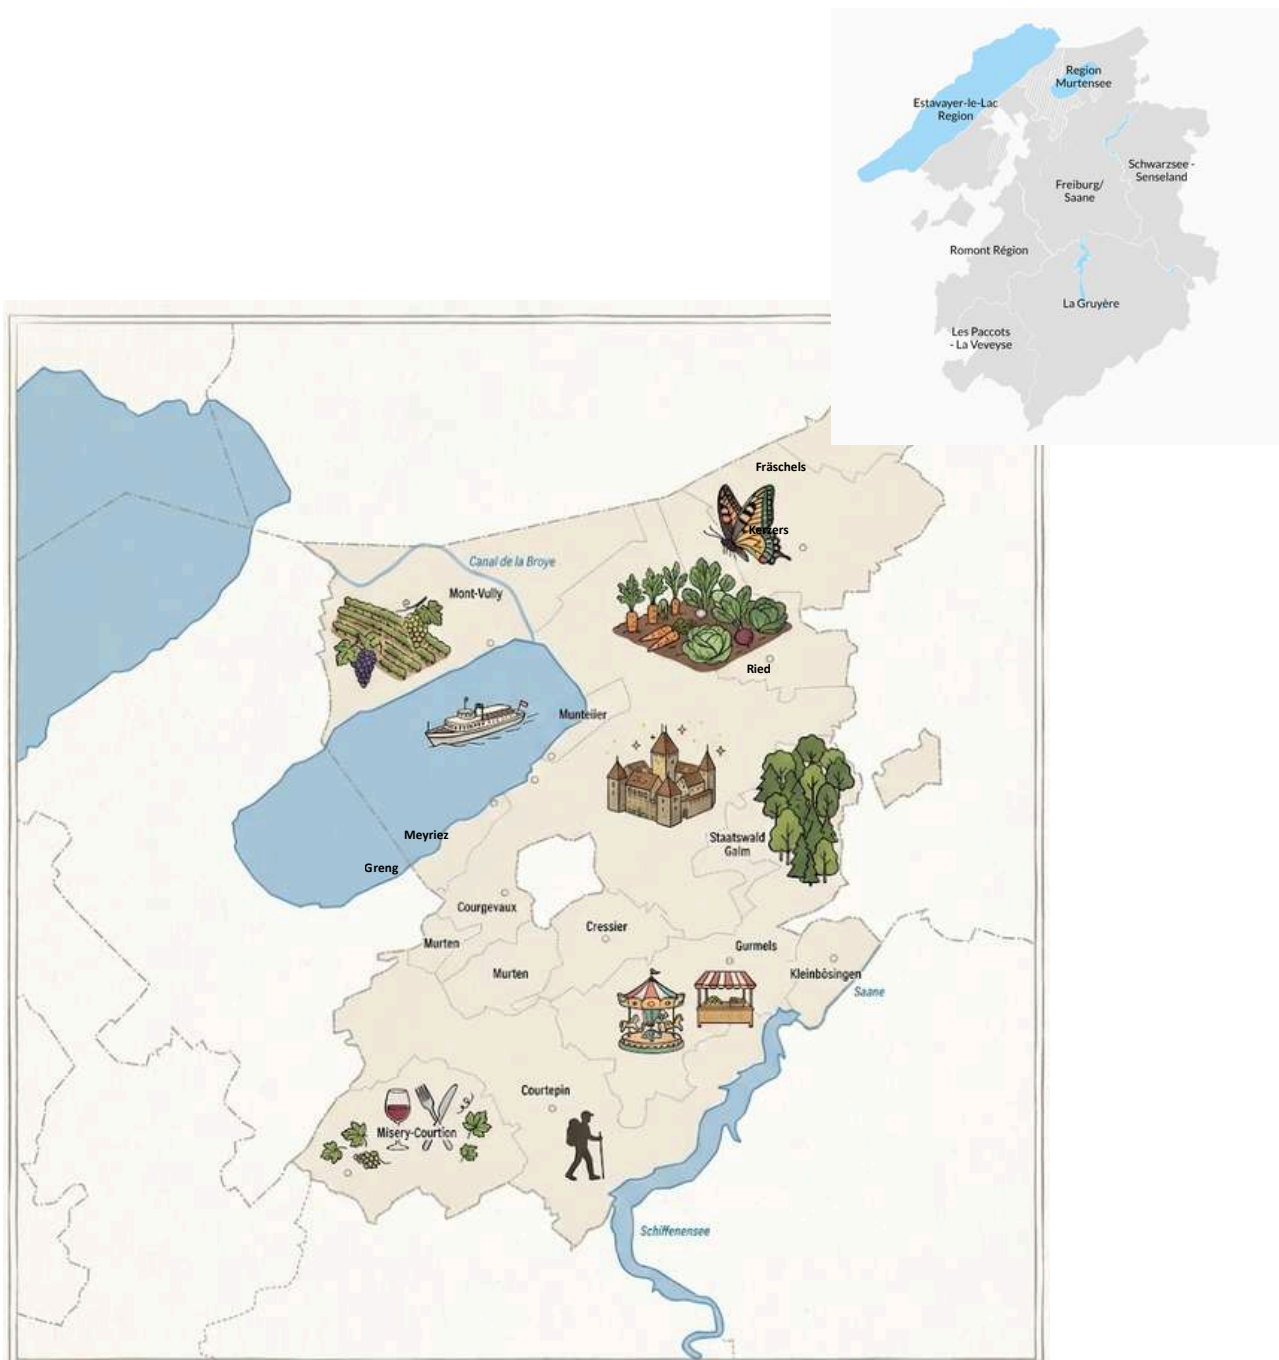 Region
Murtensee
Estavayer-le-Lac
Region
Schwarzsee -
Senseland
Freiburg/
Saane
Romont Région
La Gruyère
Les Paccots
- La Veveyse
Fräschels
Kerzers
Canal de la Broye
Mont-Vully
Ried
Munteiler
Meyriez
Staatswald
Galm
Greng
Courgevaux
Cressier
Murten
Gurmels
Murten
Kleinbösingen
Saane
Courtepin
Misery-Courtion
Schiffenensee